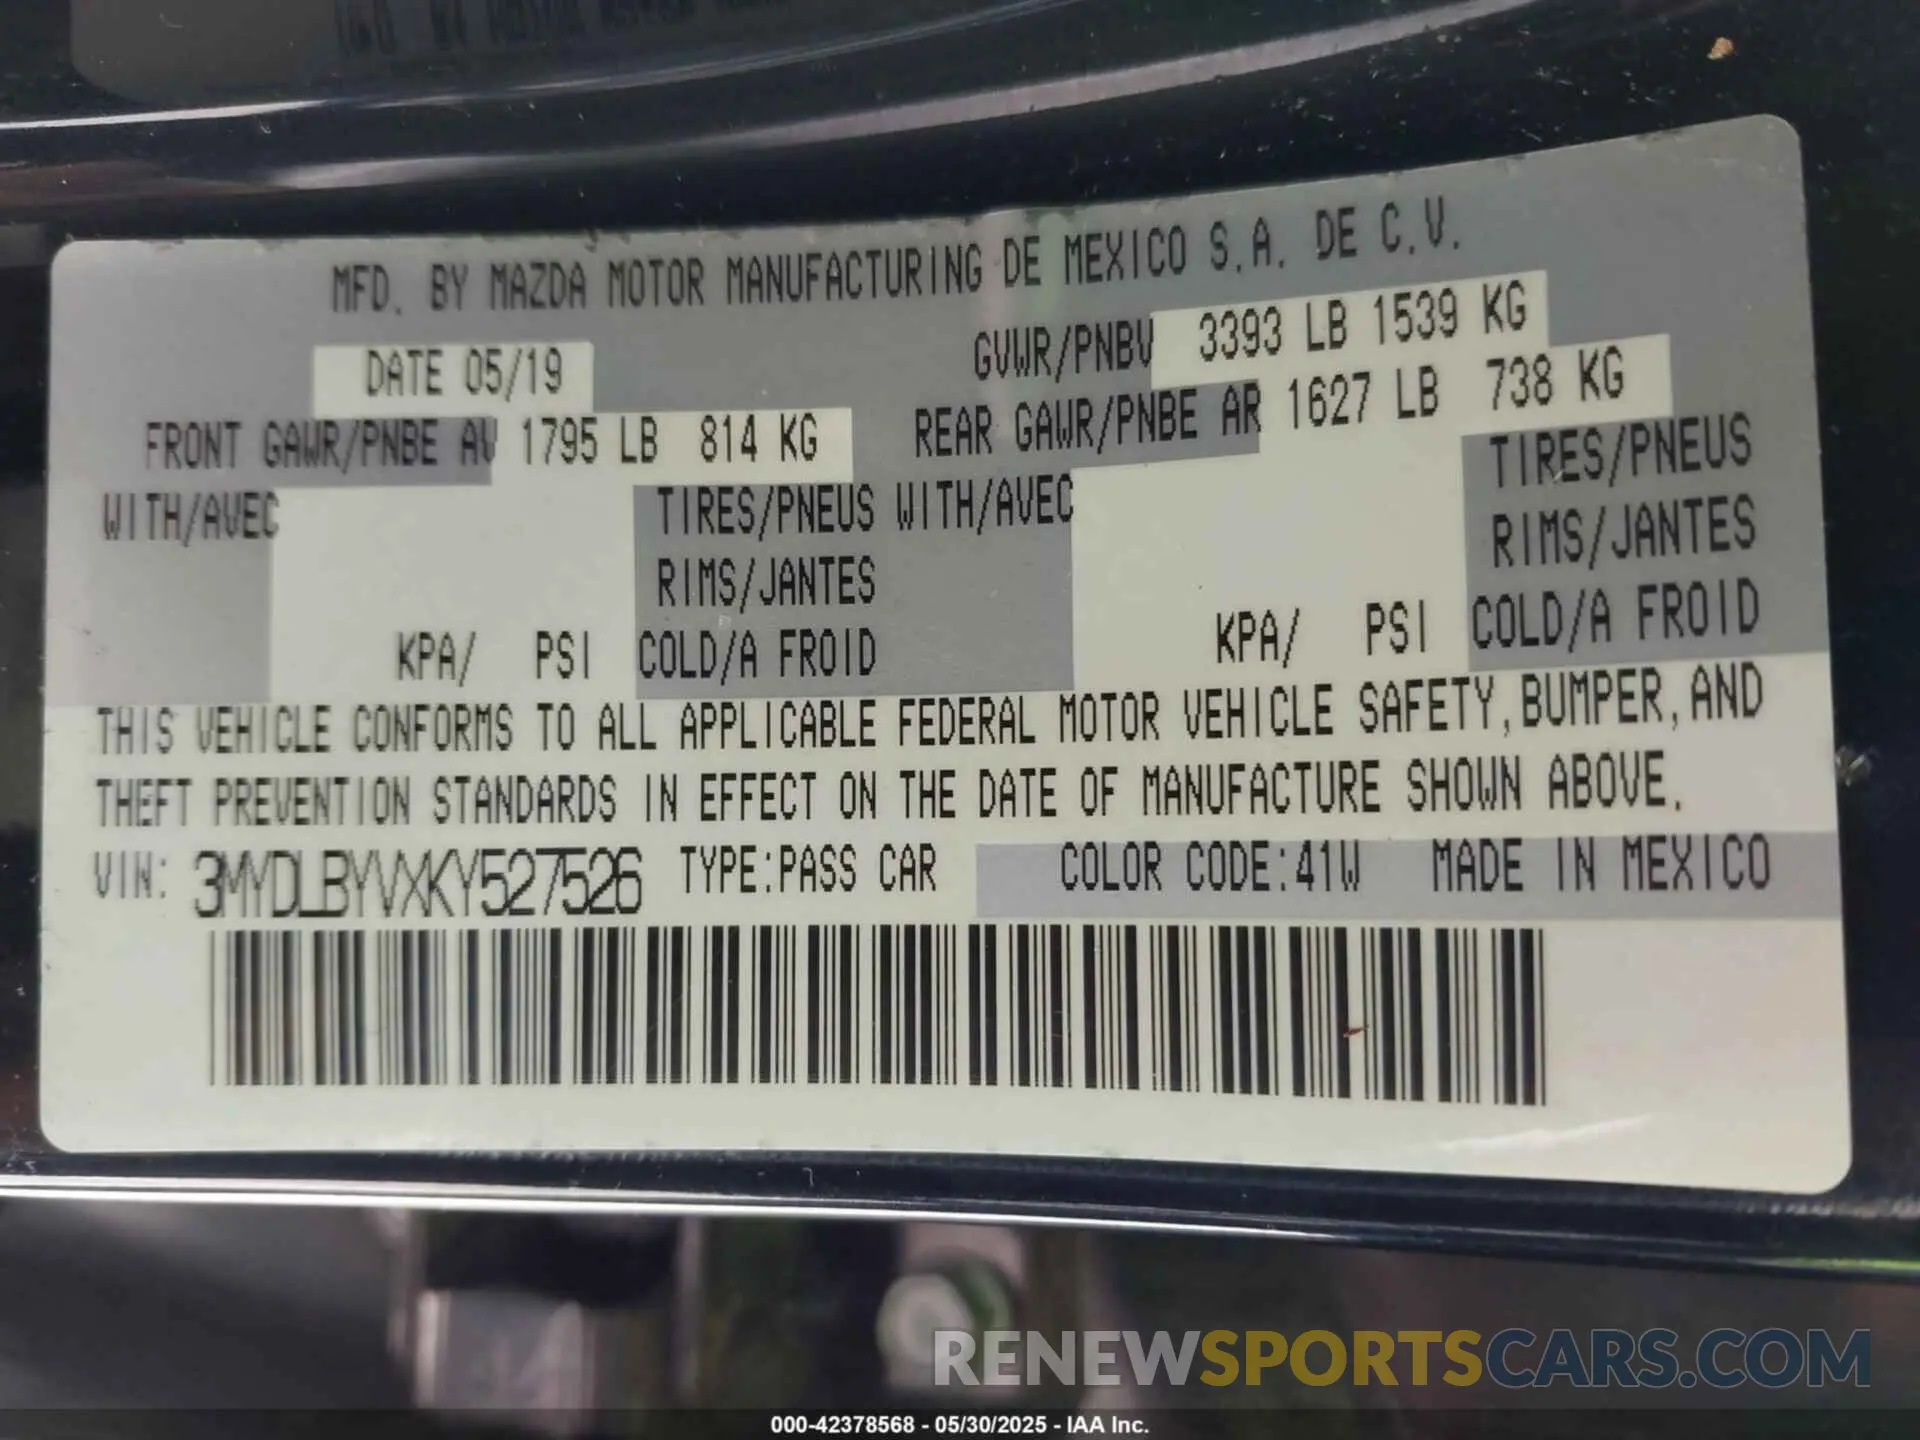 MFD. BY MAZDA MOTOR MANUFACTURING DE MEXICO S.A. DE C.V.
DATE 05/19 GVWR/PNBV 3393 LB 1539 KG
FRONT GAWR/PNBE AV 1795 LB 814 KG REAR GAWR/PNBE AR 1627 LB 738 KG
WITH/AVEC TIRES/PNEUS WITH/AVEC TIRES/PNEUS
RIMS/JANTES RIMS/JANTES
KPA/ PSI COLD/A FROID KPA/ PSI COLD/A FROID
THIS VEHICLE CONFORMS TO ALL APPLICABLE FEDERAL MOTOR VEHICLE SAFETY, BUMPER, AND
THEFT PREVENTION STANDARDS IN EFFECT ON THE DATE OF MANUFACTURE SHOWN ABOVE.
VIN: 3MYDLBYVXKY527526 TYPE: PASS CAR COLOR CODE: 41W MADE IN MEXICO
RENEWSPORTSCARS.COM
000-42378568 - 05/30/2025 - IAA Inc.